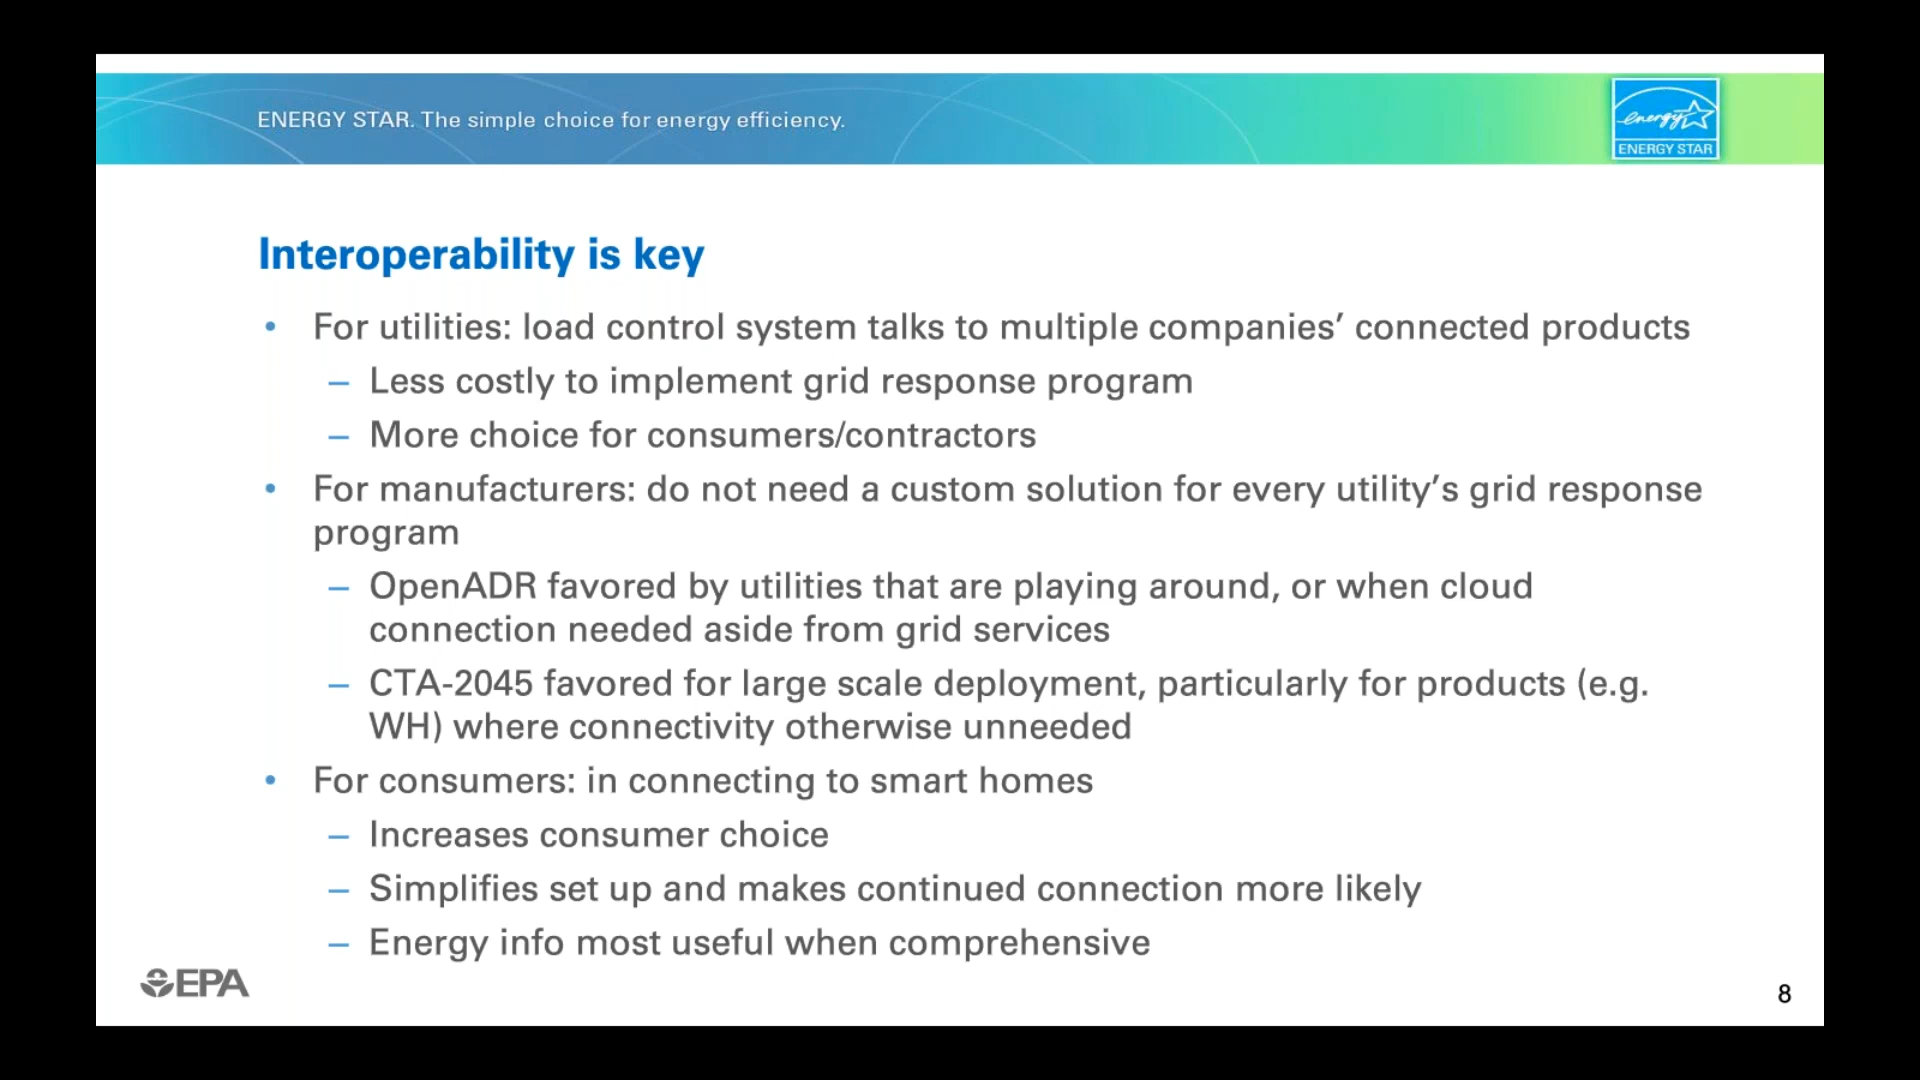 ENERGY STAR. The simple choice for energy efficiency.
energy
ENERGY STAR
Interoperability is key
• For utilities: load control system talks to multiple companies’ connected products
– Less costly to implement grid response program
– More choice for consumers/contractors
• For manufacturers: do not need a custom solution for every utility’s grid response
program
– OpenADR favored by utilities that are playing around, or when cloud
connection needed aside from grid services
– CTA-2045 favored for large scale deployment, particularly for products (e.g.
WH) where connectivity otherwise unneeded
• For consumers: in connecting to smart homes
– Increases consumer choice
– Simplifies set up and makes continued connection more likely
– Energy info most useful when comprehensive
EPA
8